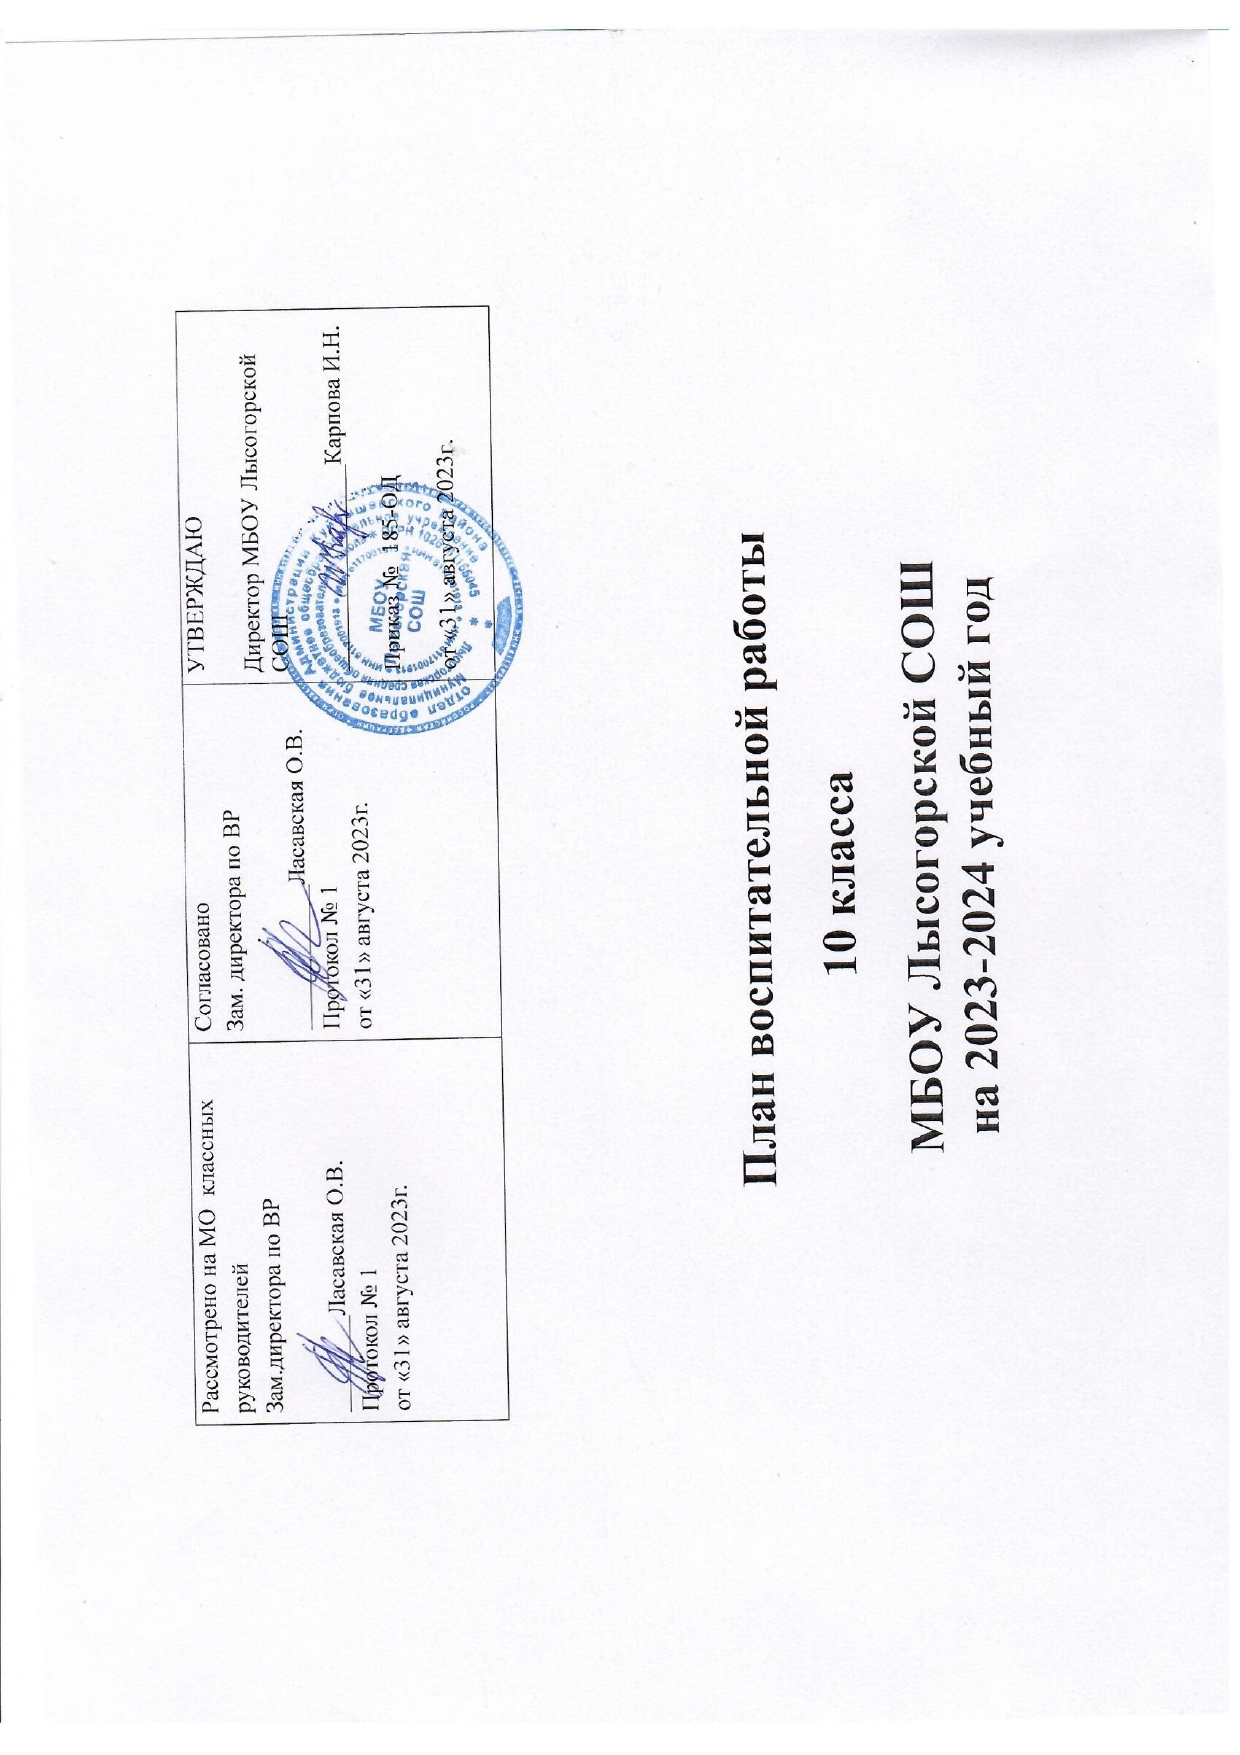 Рассмотрено на МО классных
руководителей
Зам.директора по ВР
Ласавская О.В.
Протокол № 1
от «31» августа 2023г.
Согласовано
Зам. директора по ВР
Ласавская О.В.
Протокол № 1
от «31» августа 2023г.
УТВЕРЖДАЮ
Директор МБОУ Лысогорской
СОШ
Карпова И.Н.
Приказ № 185-ОД
от «31» августа 2023г.
МБОУ
СОШ
План воспитательной работы
10 класса
МБОУ Лысогорской СОШ
на 2023-2024 учебный год